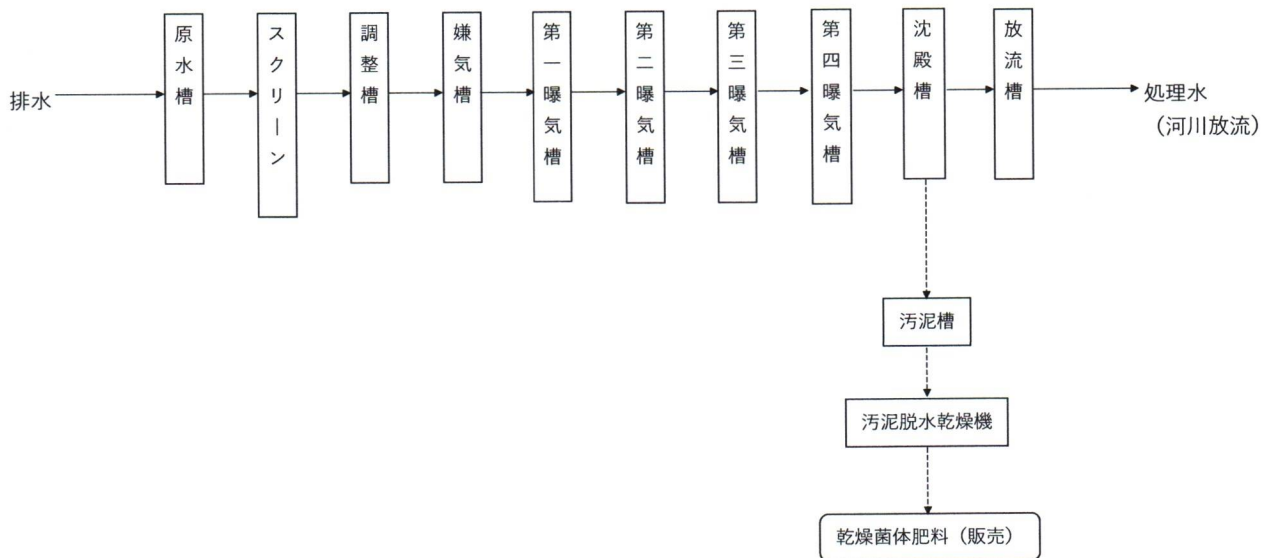 排水
原水槽
スクリーン
調整槽
嫌気槽
第一曝気槽
第二曝気槽
第三曝気槽
第四曝気槽
沈殿槽
放流槽
処理水
（河川放流）
汚泥槽
汚泥脱水乾燥機
乾燥菌体肥料（販売）